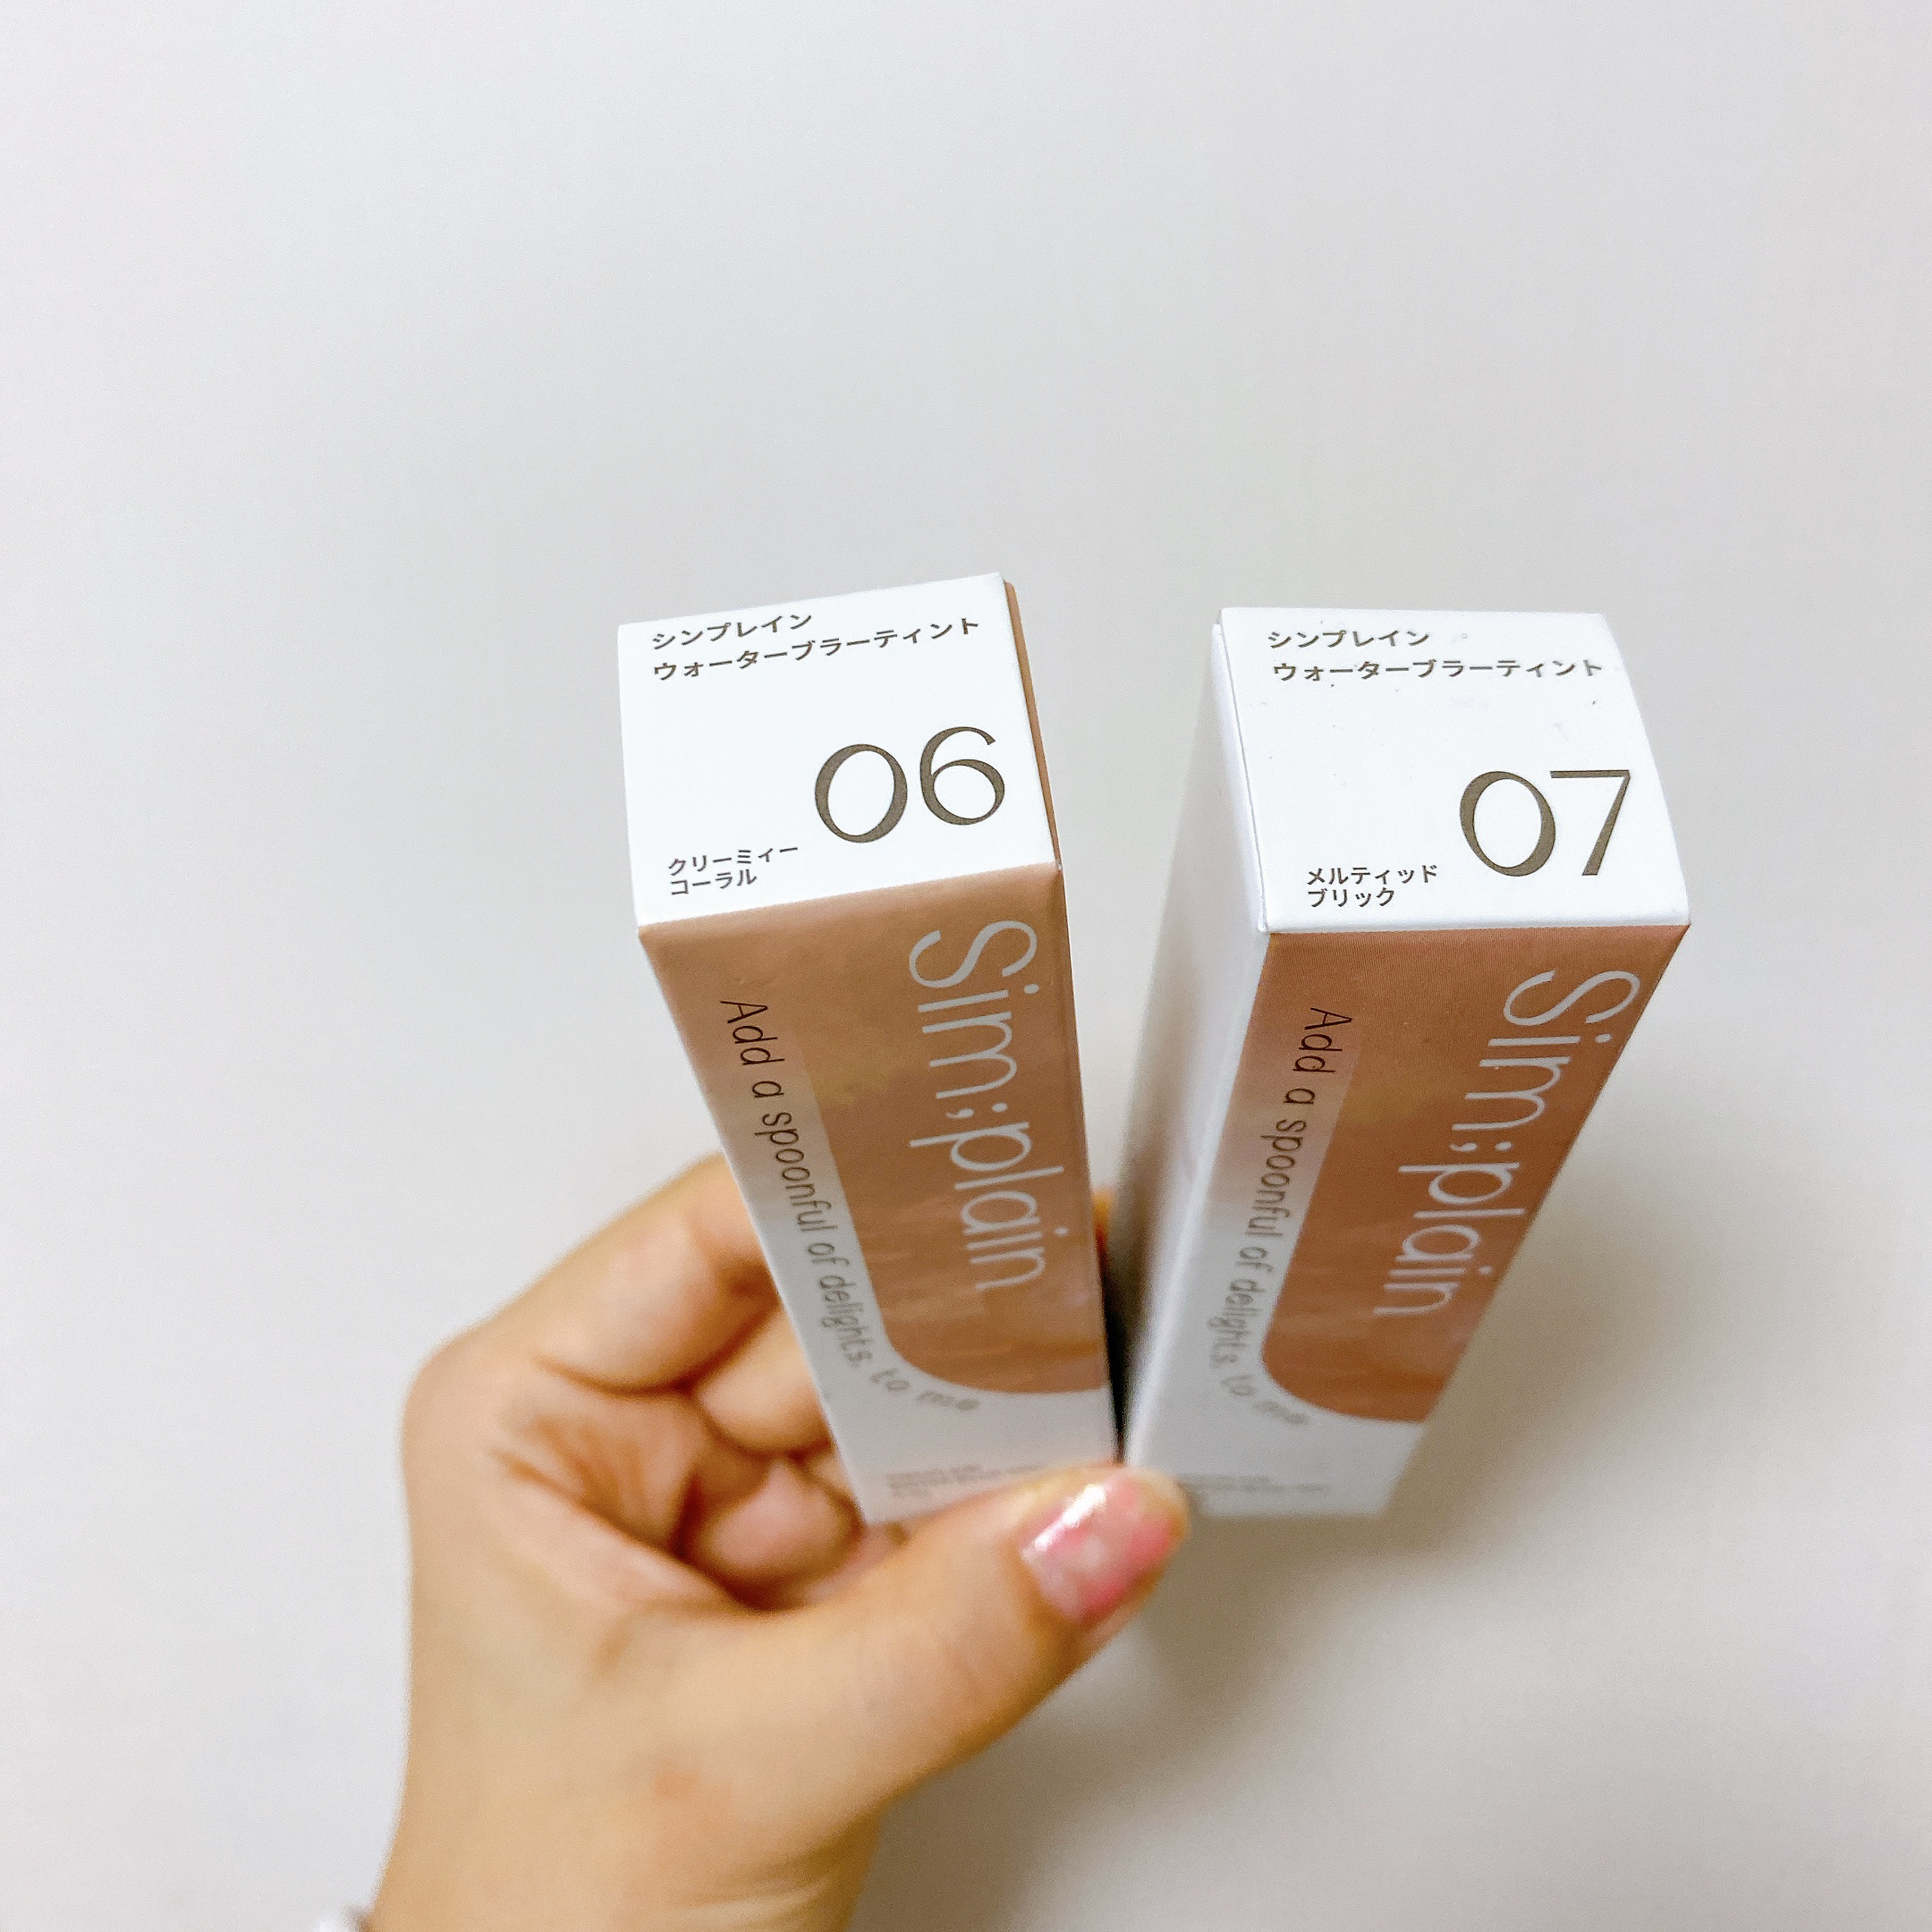 シンプレイン
ウォーターブラーティント
06
クリーミィー
コーラル
Sim;plain
Add a spoonful of delights, to me
シンプレイン
ウォーターブラーティント
07
メルティッド
ブリック
Sim;plain
Add a spoonful of delights, to me